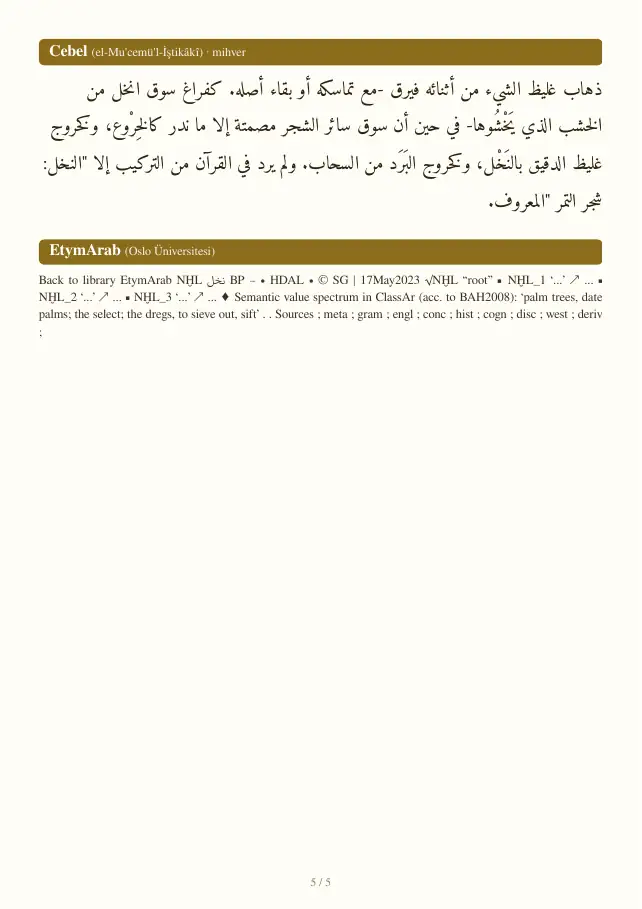 Cebel (el-Mu'cemü'l-İştikâkî) · mihver
ذهاب غليظ الشيء من أثنائه فيرق -مع تماسكه أو بقاء أصله. كفراغ سوق انخل من
الخشب الذي يَخْشُوها- في حين أن سوق سائر الشجر مصمتة إلا ما ندر كالخِرْوع، وكخروج
غليظ الدقيق بالنَخْل، وكخروج البَرَد من السحاب. ولم يرد في القرآن من التركيب إلا "النخل:
شجر التمر "المعروف.
EtymArab (Oslo Üniversitesi)
Back to library EtymArab NḪL نخل BP – • HDAL • © SG | 17May2023 √NḪL “root” ▪ NḪL_1 ‘...’ ↗ ... ▪
NḪL_2 ‘...’ ↗ ... ▪ NḪL_3 ‘...’ ↗ ... ♦ Semantic value spectrum in ClassAr (acc. to BAH2008): ‘palm trees, date
palms; the select; the dregs, to sieve out, sift’ . . Sources ; meta ; gram ; engl ; conc ; hist ; cogn ; disc ; west ; deriv
;
5 / 5